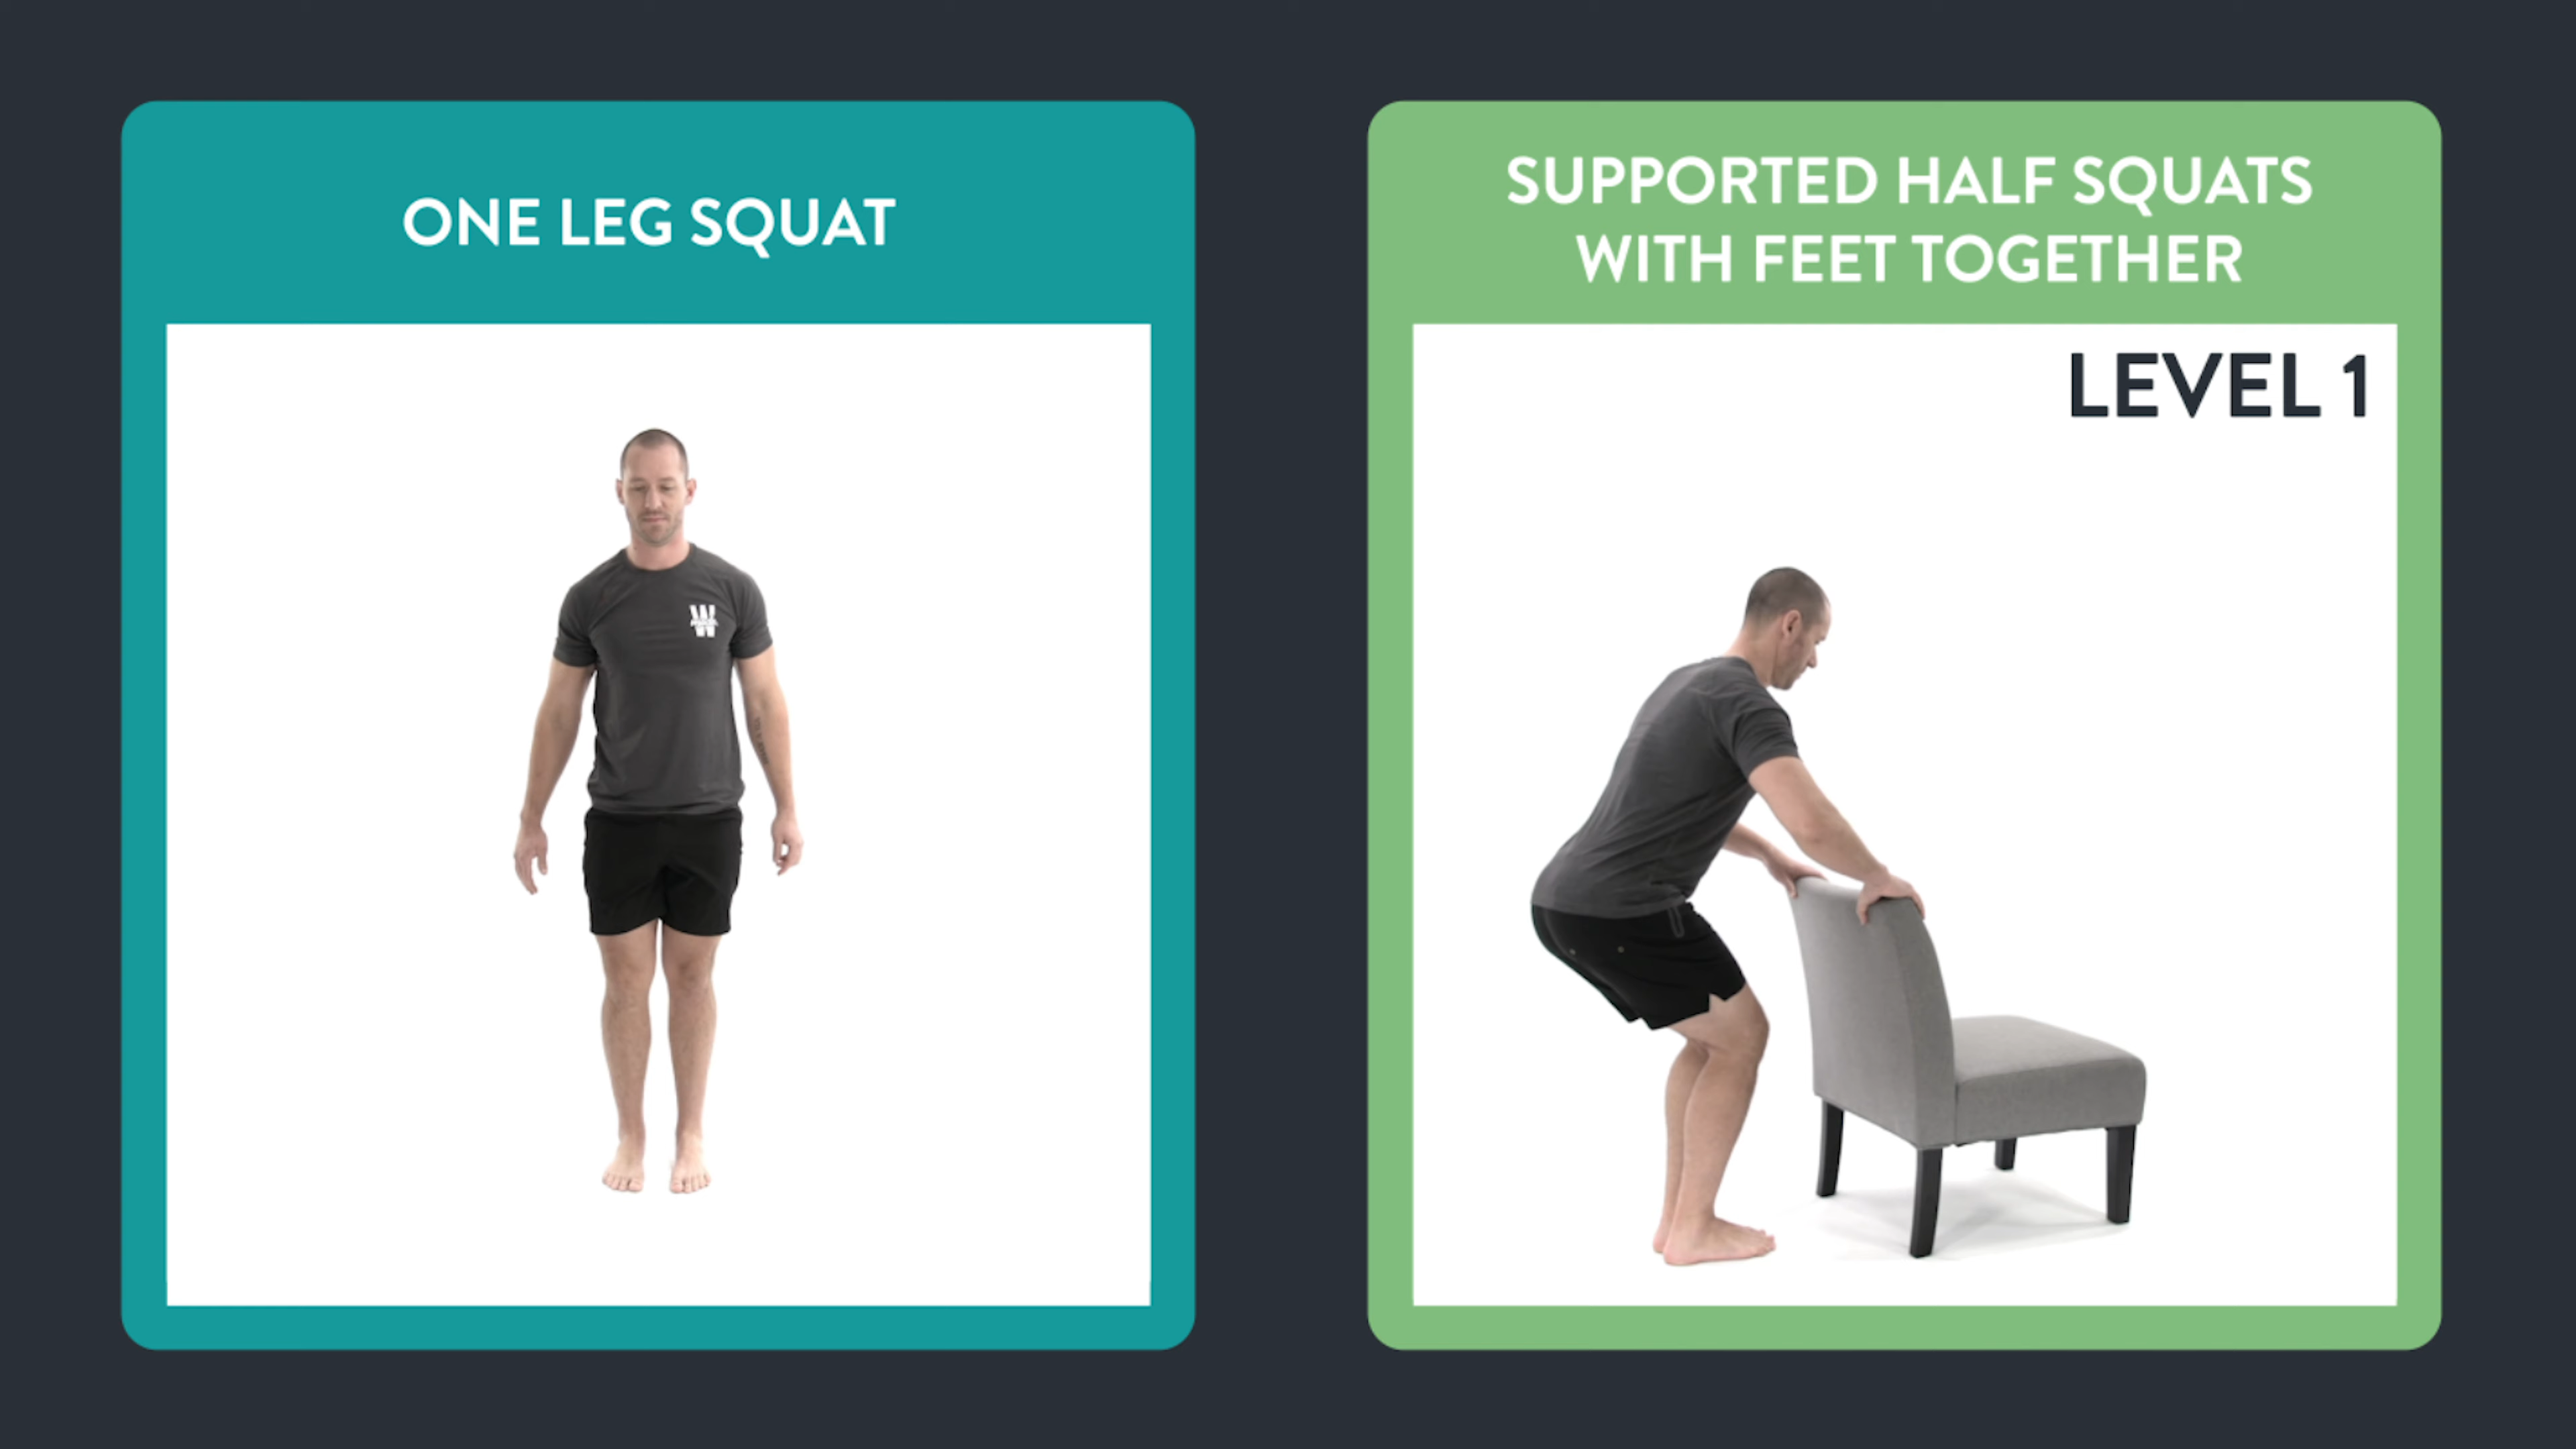 ONE LEG SQUAT
SUPPORTED HALF SQUATS
WITH FEET TOGETHER
LEVEL 1
W